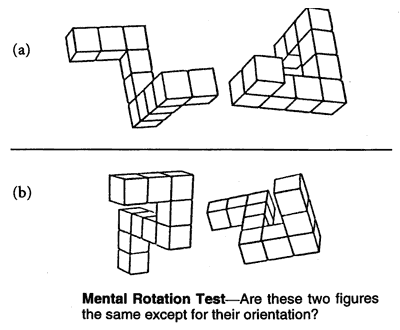 (a)
(b)
Mental Rotation Test—Are these two figures
the same except for their orientation?